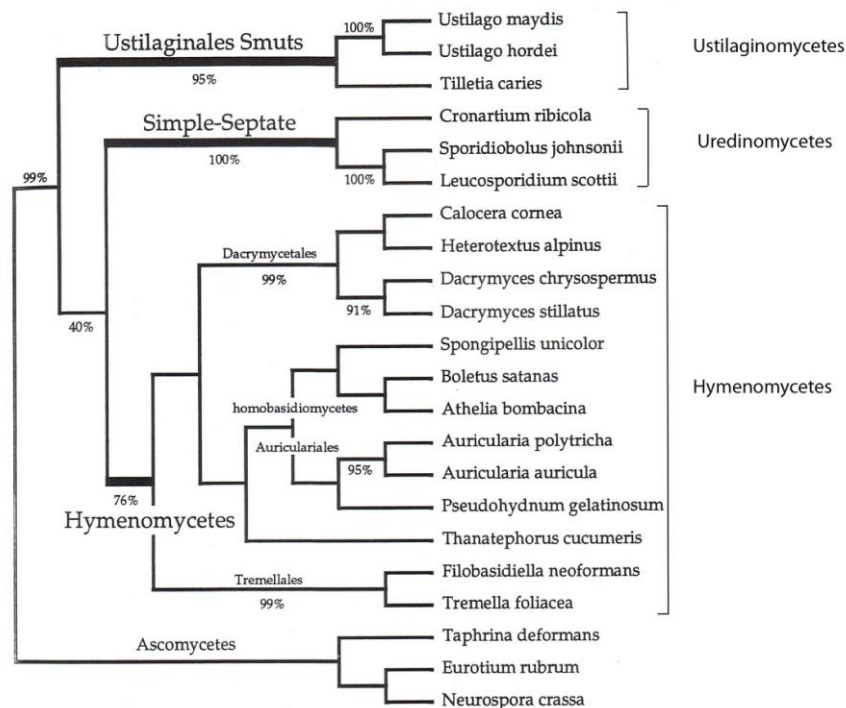 Ustilago maydis
100%
Ustilaginales Smuts
Ustilago hordei
Ustilaginomycetes
95%
Tilletia caries
Cronartium ribicola
Simple-Septate
Sporidiobolus johnsonii
Uredinomycetes
100%
99%
100%
Leucosporidium scottii
Calocera cornea
Dacrymycetales
Heterotextus alpinus
99%
Dacrymyces chrysospermus
91%
Dacrymyces stillatus
40%
Spongipellis unicolor
Boletus satanas
Hymenomycetes
homobasidiomycetes
Athelia bombacina
Auriculariales
Auricularia polytricha
95%
Auricularia auricula
76%
Pseudohydnum gelatinosum
Hymenomycetes
Thanatephorus cucumeris
Filobasidiella neoformans
Tremellales
99%
Tremella foliacea
Ascomycetes
Taphrina deformans
Eurotium rubrum
Neurospora crassa